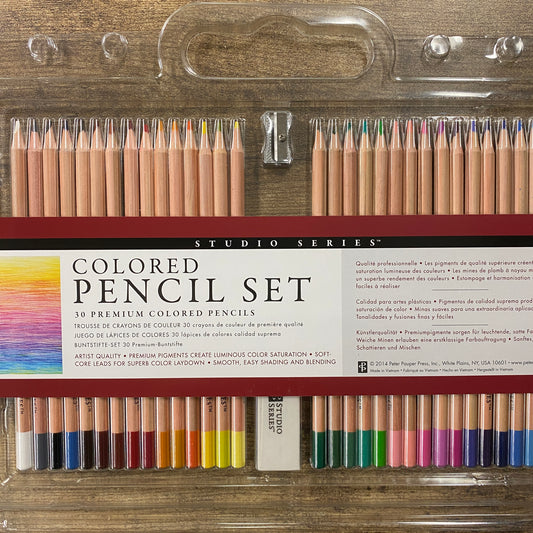 STUDIO SERIES™
COLORED
PENCIL SET
30 PREMIUM COLORED PENCILS
TROUSSE DE CRAYONS DE COULEUR 30 crayons de couleur de première qualité
JUEGO DE LÁPICES DE COLORES 30 lápices de colores calidad suprema
BUNTSTIFTE-SET 30 Premium-Buntstifte
ARTIST QUALITY • PREMIUM PIGMENTS CREATE LUMINOUS COLOR SATURATION • SOFT-
CORE LEADS FOR SUPERB COLOR LAYDOWN • SMOOTH, EASY SHADING AND BLENDING
Qualité professionnelle • Les pigments de qualité supérieure créent
saturation lumineuse des couleurs • Les mines de plomb à noyau
un superbe rendement des couleurs • Estompage et harmonisation
faciles à réaliser
Calidad para artes plásticas • Pigmentos de calidad suprema
saturación de color • Minas suaves para una extraordinaria
Tonalidades y fusiones más fáciles
Künstlerqualität • Premiumpigmente sorgen für leuchtende, satte
Weiche Minen erlauben eine erstklassige Farbauftragung •
Schattieren und Mischen
© 2014 Peter Pauper Press, Inc., White Plains, NY, USA 10601 •
Made in Vietnam • Fabriqué au Vietnam • Hecho en Vietnam • Hergestellt in Vietnam
STUDIO
SERIES